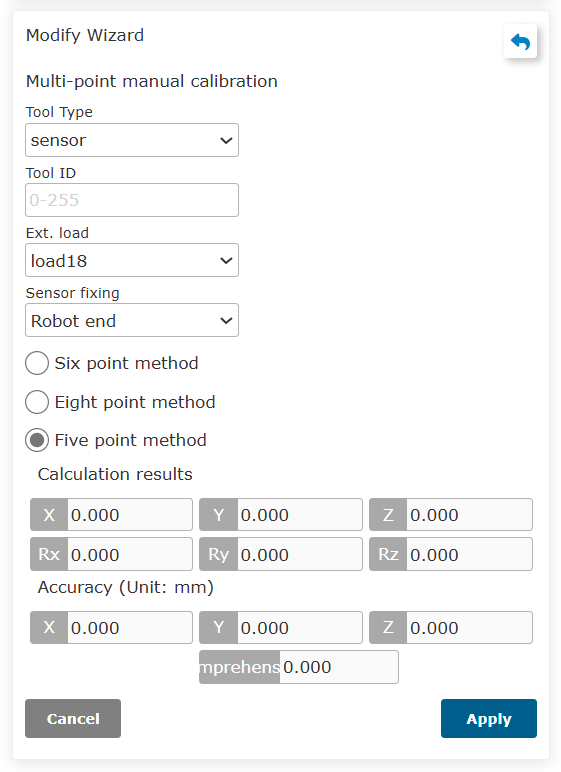 Modify Wizard
Multi-point manual calibration
Tool Type
sensor
Tool ID
0-255
Ext. load
load18
Sensor fixing
Robot end
Six point method
Eight point method
Five point method
Calculation results
X 0.000 Y 0.000 Z 0.000
Rx 0.000 Ry 0.000 Rz 0.000
Accuracy (Unit: mm)
X 0.000 Y 0.000 Z 0.000
mprehens 0.000
Cancel Apply